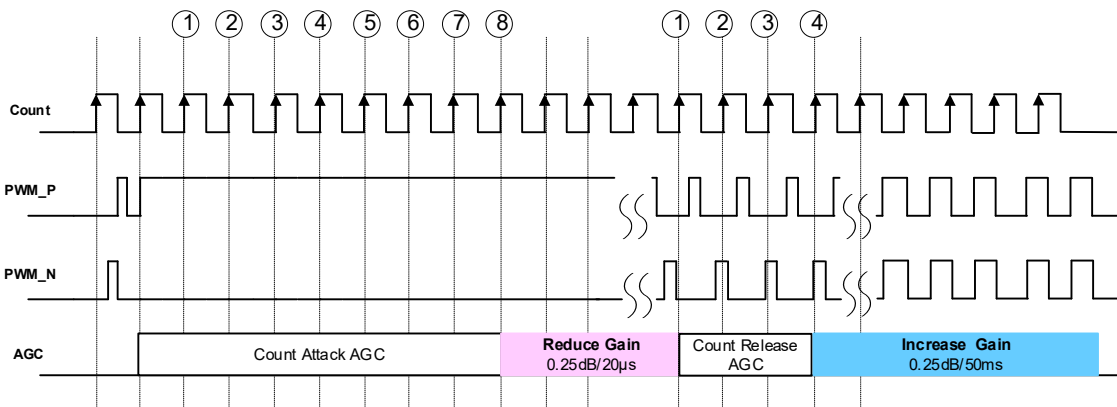 1 2 3 4 5 6 7 8 1 2 3 4
Count
PWM_P
PWM_N
AGC
Count Attack AGC
Reduce Gain
0.25dB/20µs
Count Release
AGC
Increase Gain
0.25dB/50ms